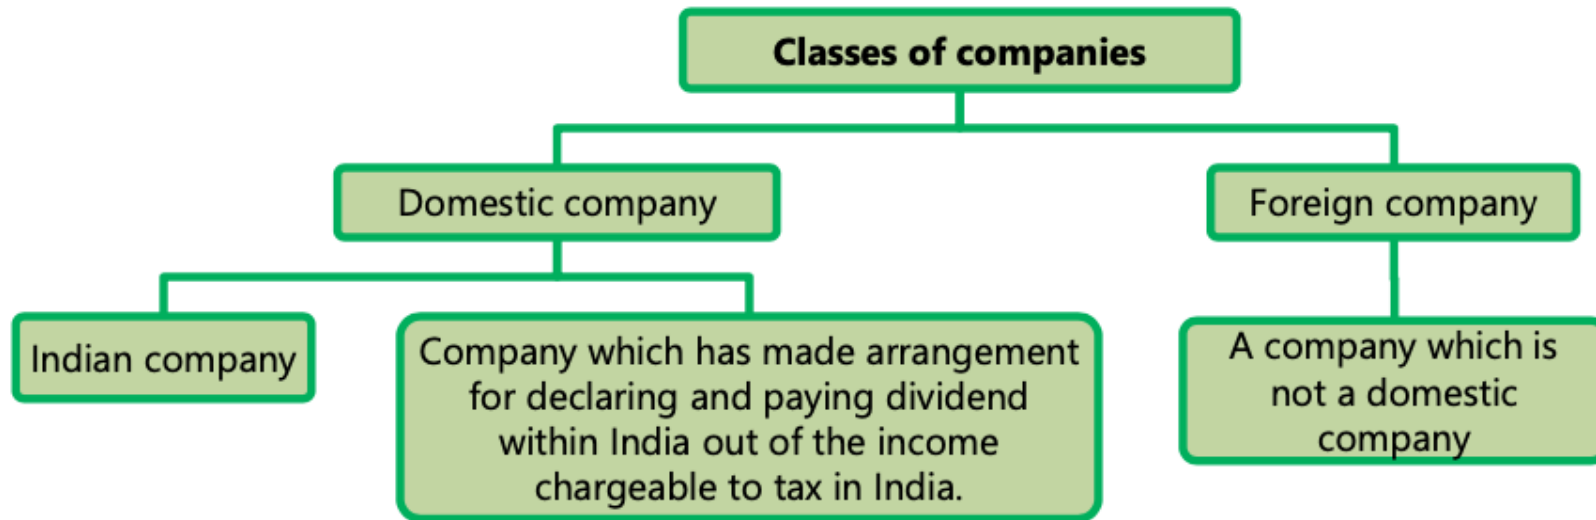 Classes of companies
Domestic company
Foreign company
Indian company
Company which has made arrangement
for declaring and paying dividend
within India out of the income
chargeable to tax in India.
A company which is
not a domestic
company